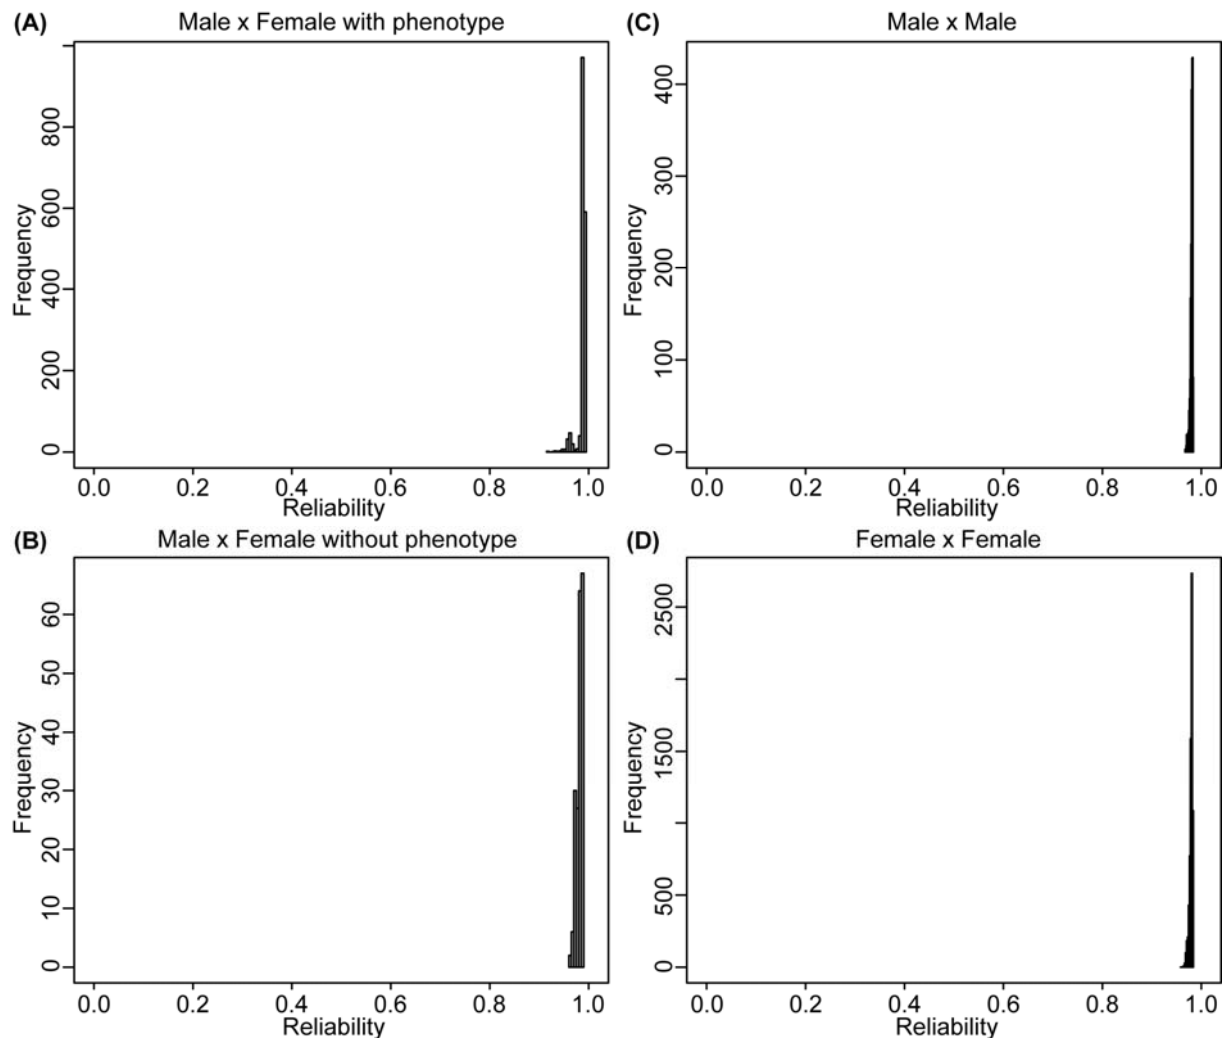 (A) Male x Female with phenotype
Frequency
0 200 400 600 800
0.0 0.2 0.4 0.6 0.8 1.0
Reliability
(C) Male x Male
Frequency
0 100 200 300 400
0.0 0.2 0.4 0.6 0.8 1.0
Reliability
(B) Male x Female without phenotype
Frequency
0 10 20 30 40 50 60
0.0 0.2 0.4 0.6 0.8 1.0
Reliability
(D) Female x Female
Frequency
0 500 1500 2500
0.0 0.2 0.4 0.6 0.8 1.0
Reliability